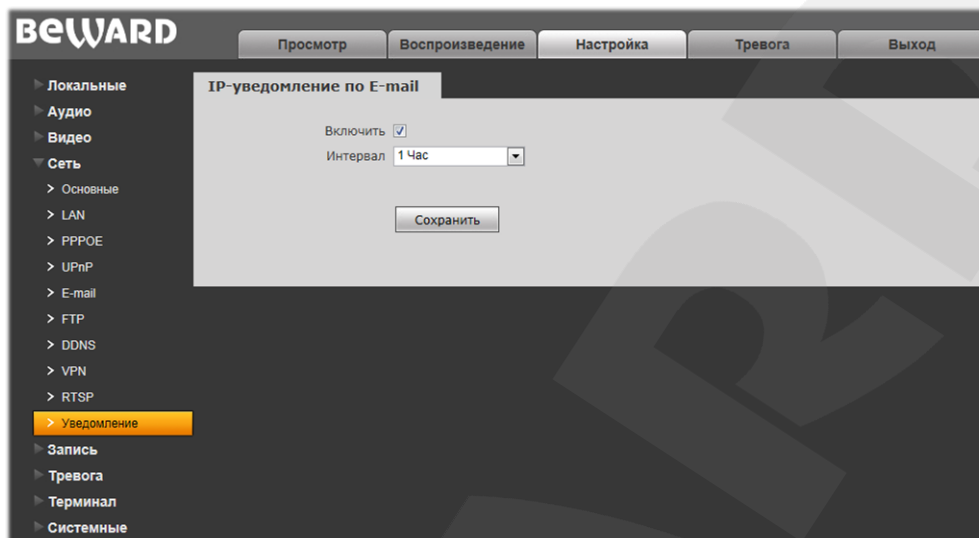 BEWARD
Просмотр Воспроизведение Настройка Тревога Выход
Локальные
Аудио
Видео
Сеть
Основные
LAN
PPPOE
UPnP
E-mail
FTP
DDNS
VPN
RTSP
Уведомление
Запись
Тревога
Терминал
Системные
IP-уведомление по E-mail
Включить
Интервал 1 Час
Сохранить